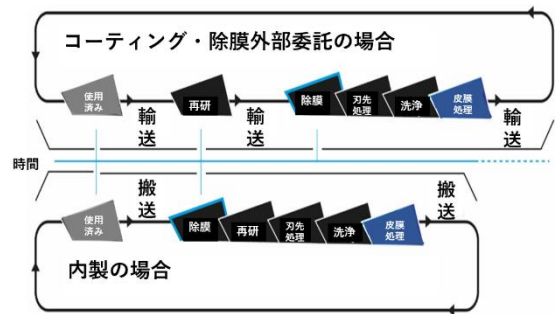 コーティング・除膜外部委託の場合
使用
済み
輸送
再研
輸送
除膜
刃先
処理
洗浄
皮膜
処理
輸送
時間
使用
済み
搬送
除膜
再研
刃先
処理
洗浄
皮膜
処理
搬送
内製の場合